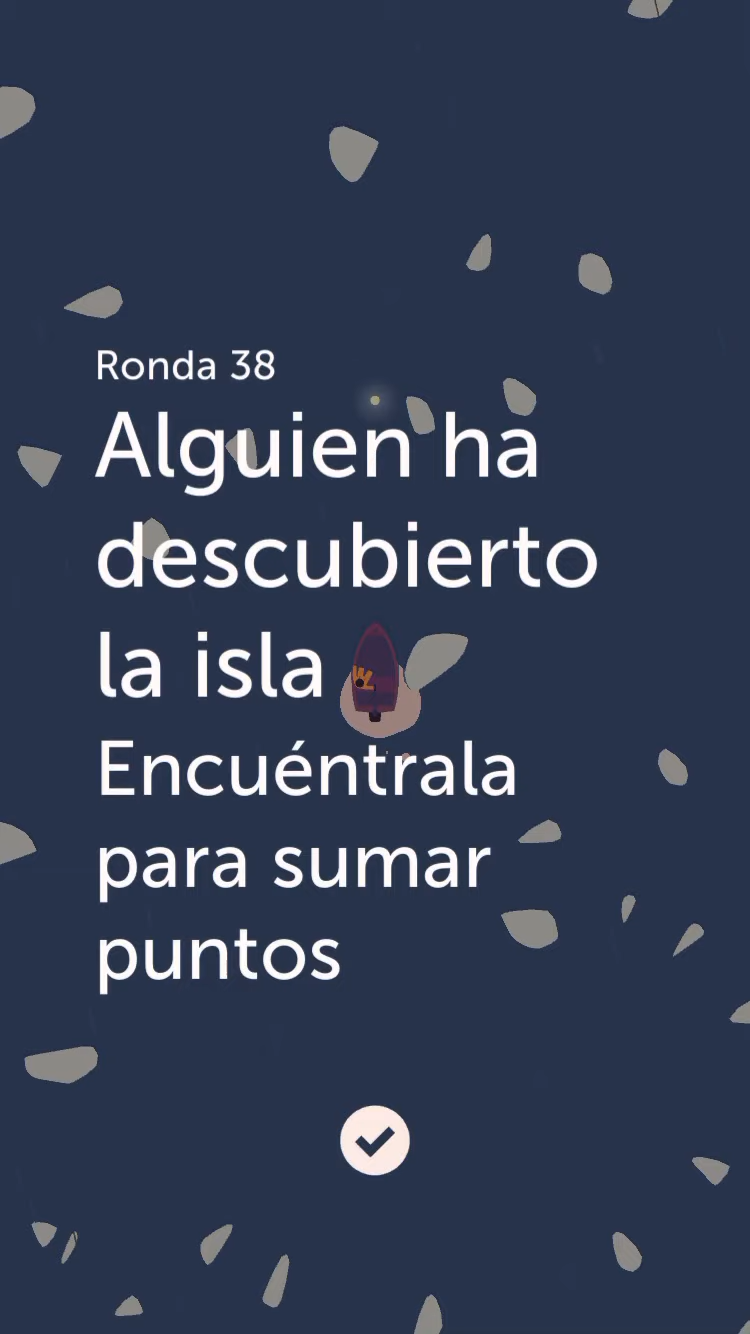 Ronda 38
Alguien ha
descubierto
la isla
Encuéntrala
para sumar
puntos